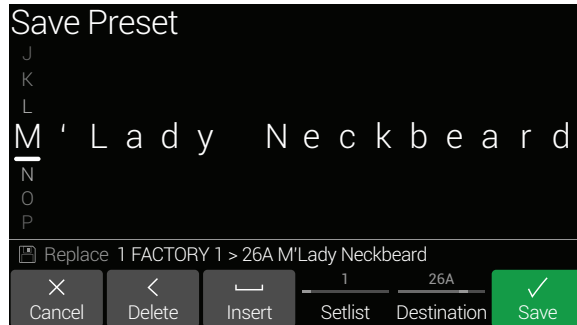 Save Preset
J
K
L
M ‘ L a d y   N e c k b e a r d
N
O
P
Replace 1 FACTORY 1 > 26A M'Lady Neckbeard
1 26A
Cancel Delete Insert Setlist Destination Save